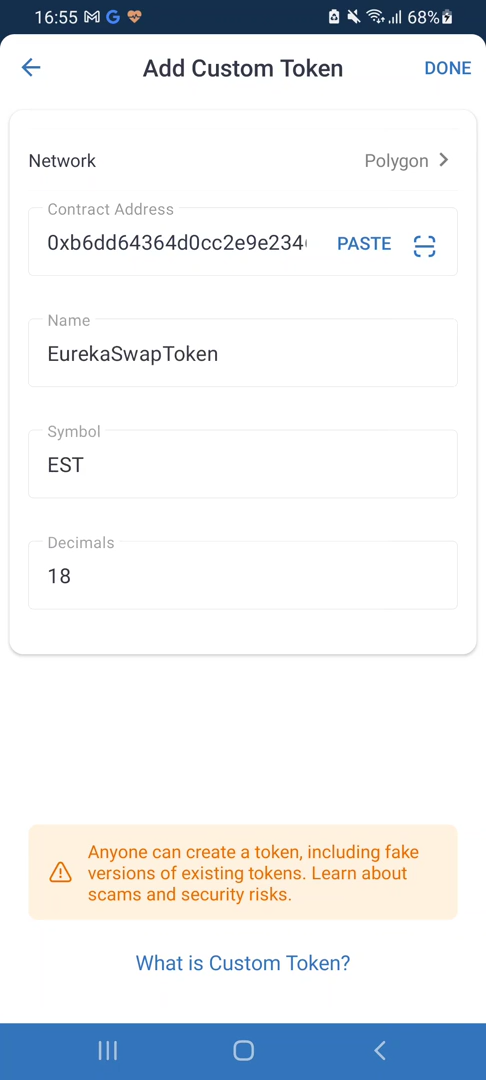 16:55
68%
Add Custom Token
DONE
Network
Polygon
Contract Address
0xb6dd64364d0cc2e9e234
PASTE
Name
EurekaSwapToken
Symbol
EST
Decimals
18
Anyone can create a token, including fake
versions of existing tokens. Learn about
scams and security risks.
What is Custom Token?